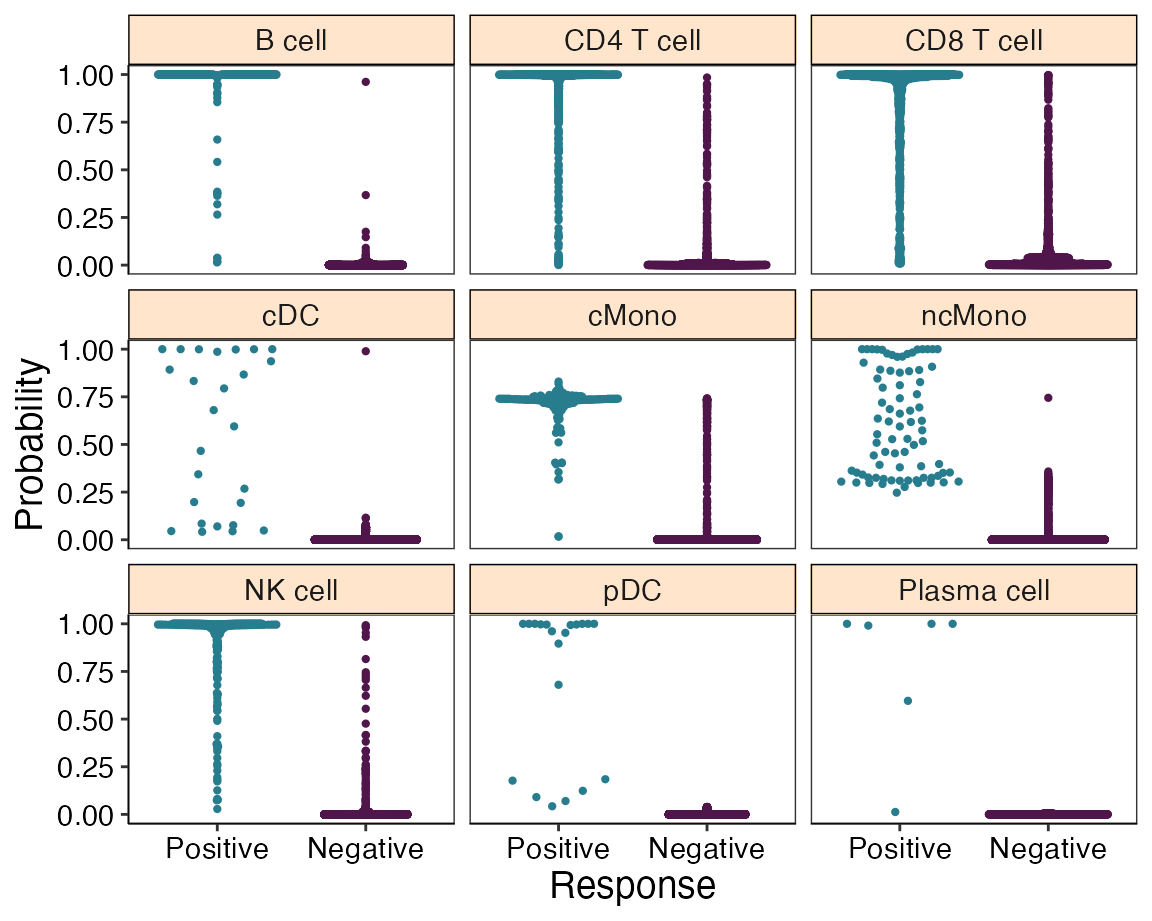 B cell CD4 T cell CD8 T cell
1.00
0.75
0.50
0.25
0.00
cDC cMono ncMono
1.00
0.75
0.50
0.25
0.00
Probability
NK cell pDC Plasma cell
1.00
0.75
0.50
0.25
0.00
Positive Negative Positive Negative Positive Negative
Response